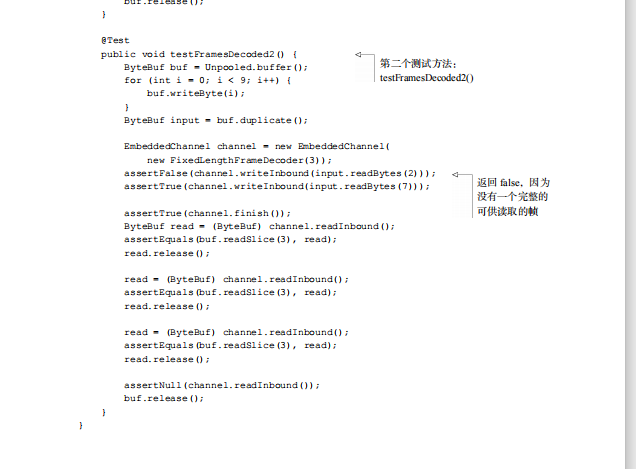 buf.release();
}
@Test
public void testFramesDecoded2() {
ByteBuf buf = Unpooled.buffer();
for (int i = 0; i < 9; i++) {
buf.writeByte(i);
}
ByteBuf input = buf.duplicate();
第二个测试方法：
testFramesDecoded2()
EmbeddedChannel channel = new EmbeddedChannel(
new FixedLengthFrameDecoder(3));
assertFalse(channel.writeInbound(input.readBytes(2)));
assertTrue(channel.writeInbound(input.readBytes(7)));
返回 false，因为
没有一个完整的
可供读取的帧
assertTrue(channel.finish());
ByteBuf read = (ByteBuf) channel.readInbound();
assertEquals(buf.readSlice(3), read);
read.release();
read = (ByteBuf) channel.readInbound();
assertEquals(buf.readSlice(3), read);
read.release();
read = (ByteBuf) channel.readInbound();
assertEquals(buf.readSlice(3), read);
read.release();
assertNull(channel.readInbound());
buf.release();
}
}